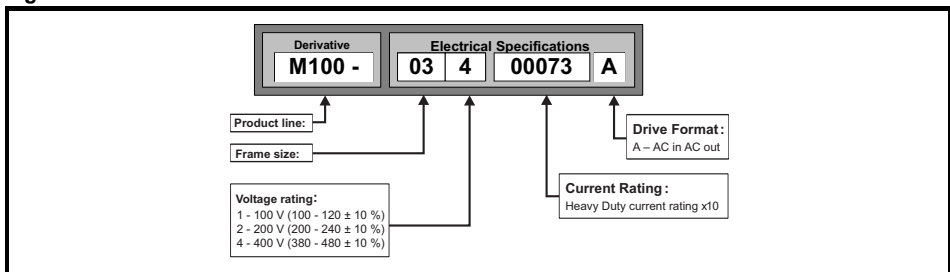 Derivative
Electrical Specifications
M100 - 03 4 00073 A
Product line:
Frame size:
Drive Format:
A – AC in AC out
Voltage rating:
1 - 100 V (100 - 120 ± 10 %)
2 - 200 V (200 - 240 ± 10 %)
4 - 400 V (380 - 480 ± 10 %)
Current Rating:
Heavy Duty current rating x10